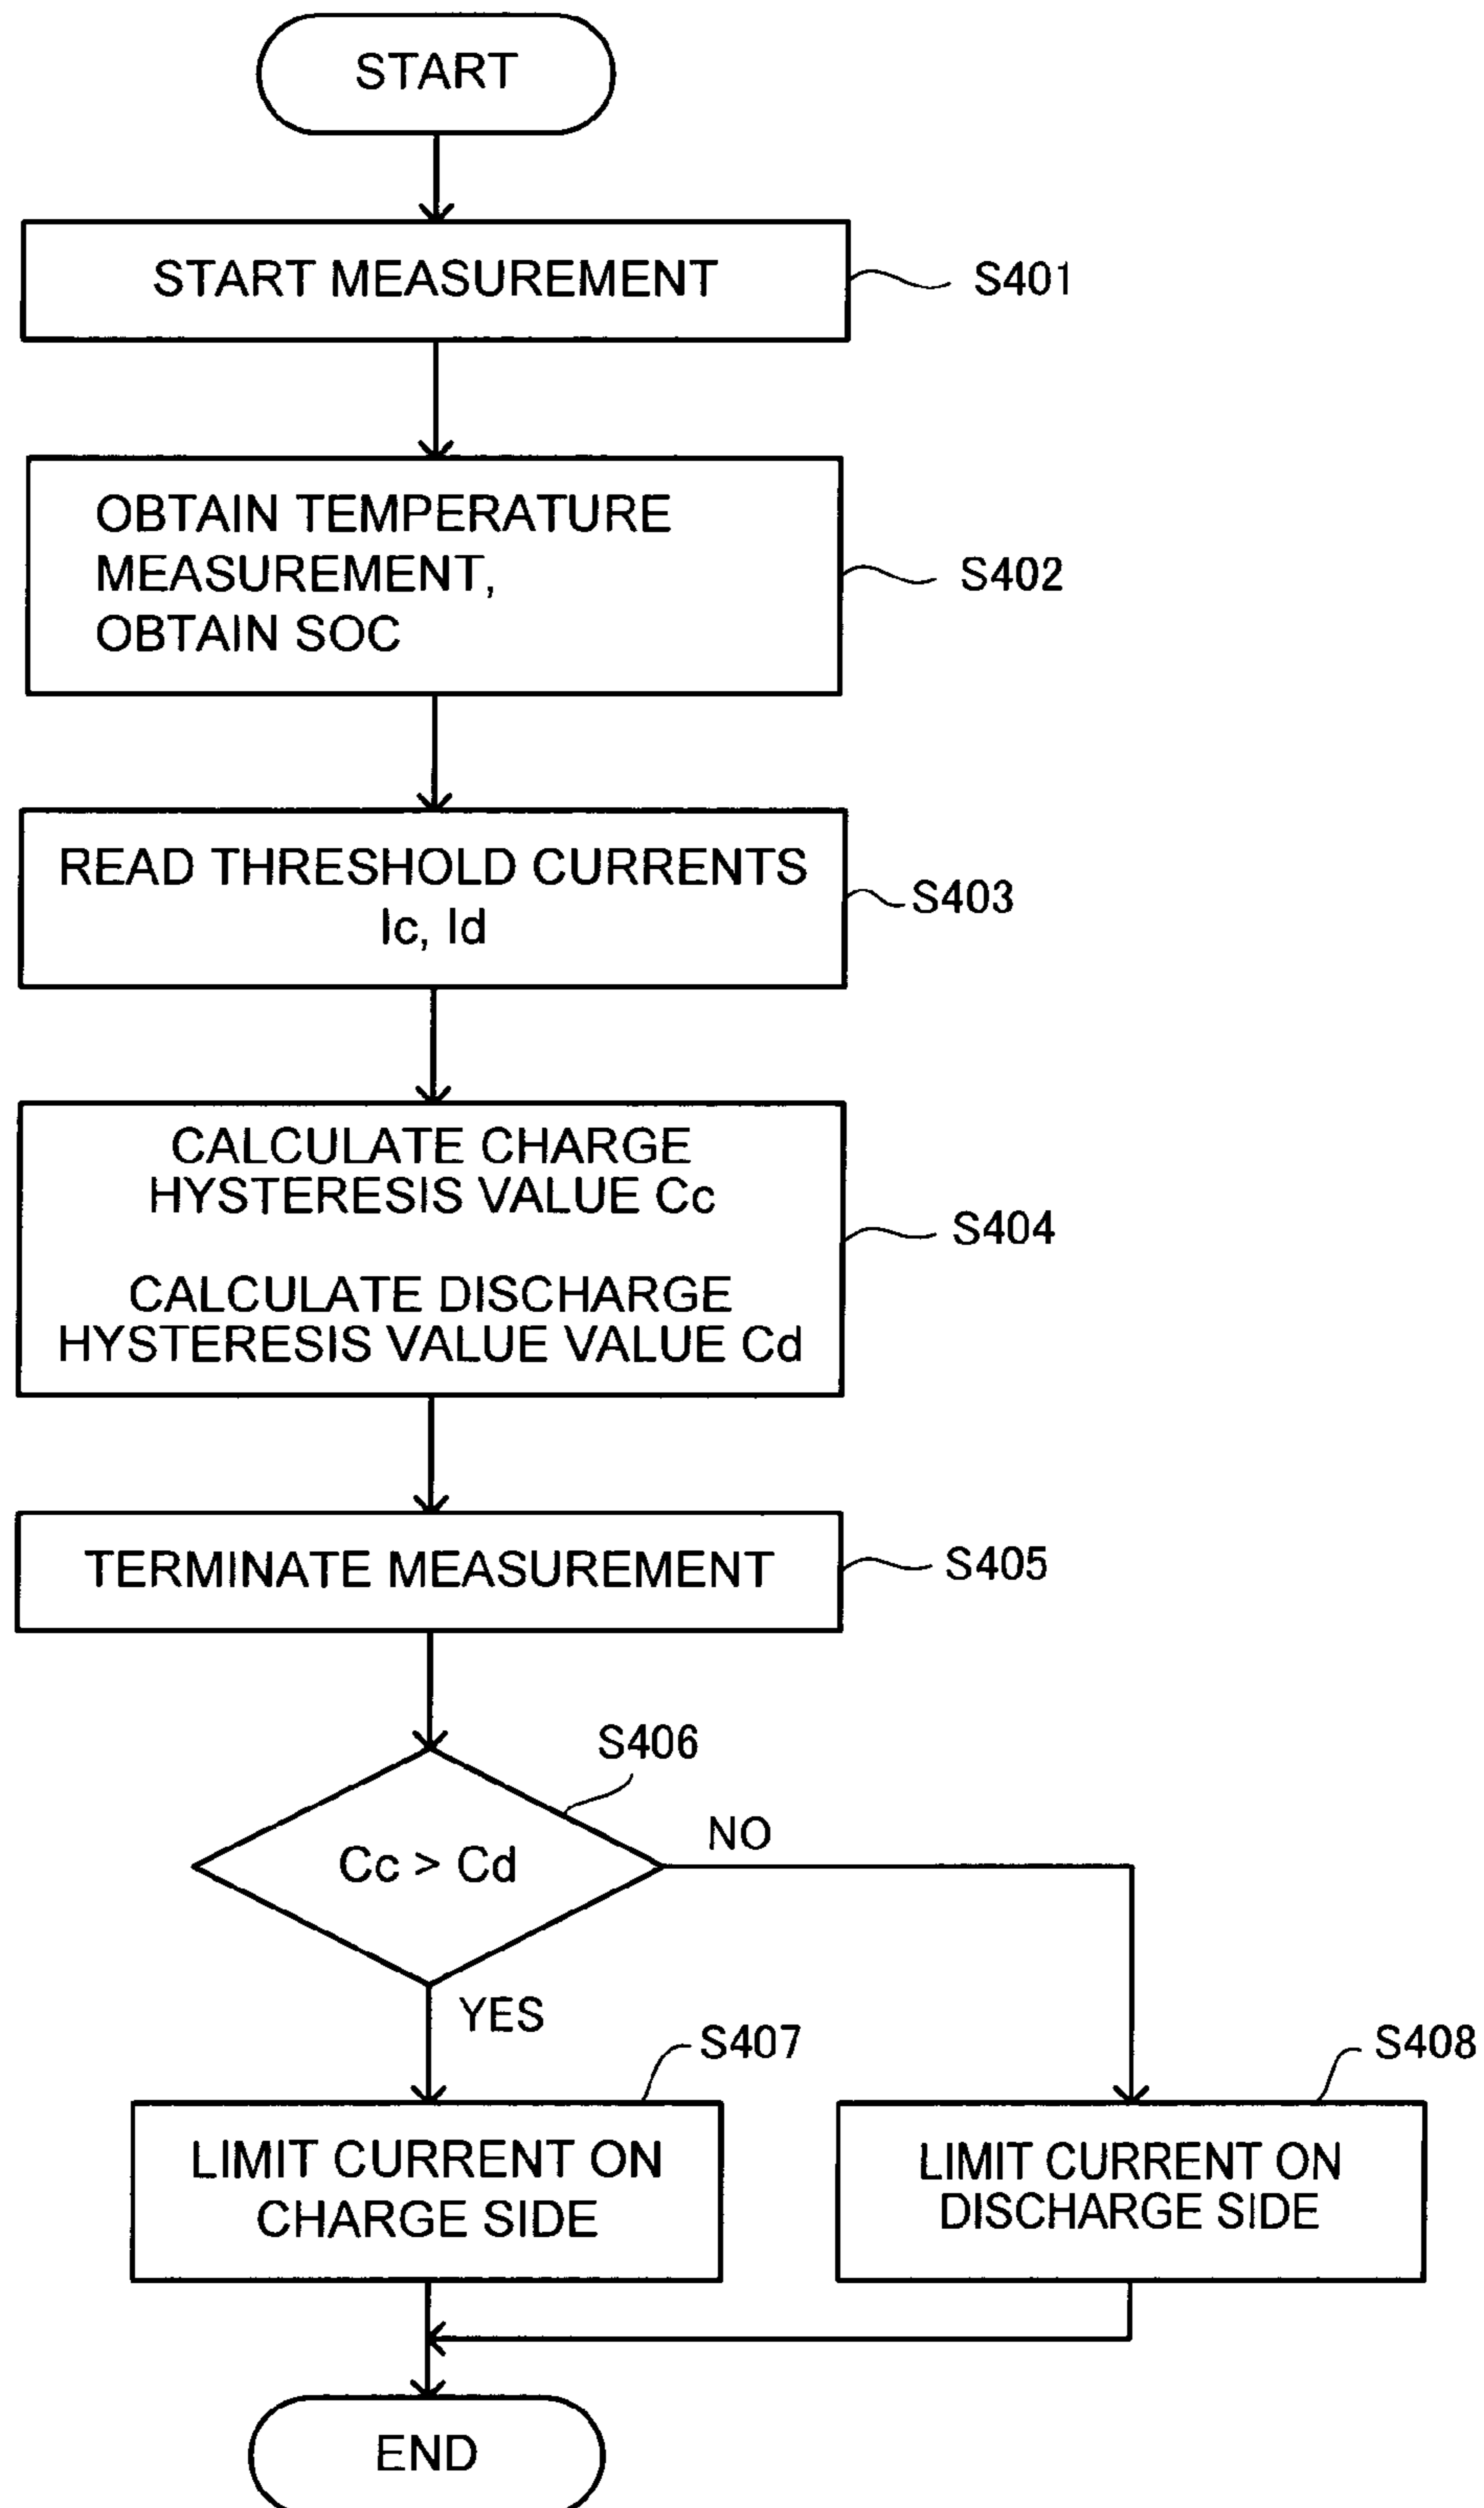 START
START MEASUREMENT
S401
OBTAIN TEMPERATURE
MEASUREMENT,
OBTAIN SOC
S402
READ THRESHOLD CURRENTS
Ic, Id
S403
CALCULATE CHARGE
HYSTERESIS VALUE Cc
CALCULATE DISCHARGE
HYSTERESIS VALUE VALUE Cd
S404
TERMINATE MEASUREMENT
S405
S406
Cc > Cd
NO
YES
S407
LIMIT CURRENT ON
CHARGE SIDE
S408
LIMIT CURRENT ON
DISCHARGE SIDE
END